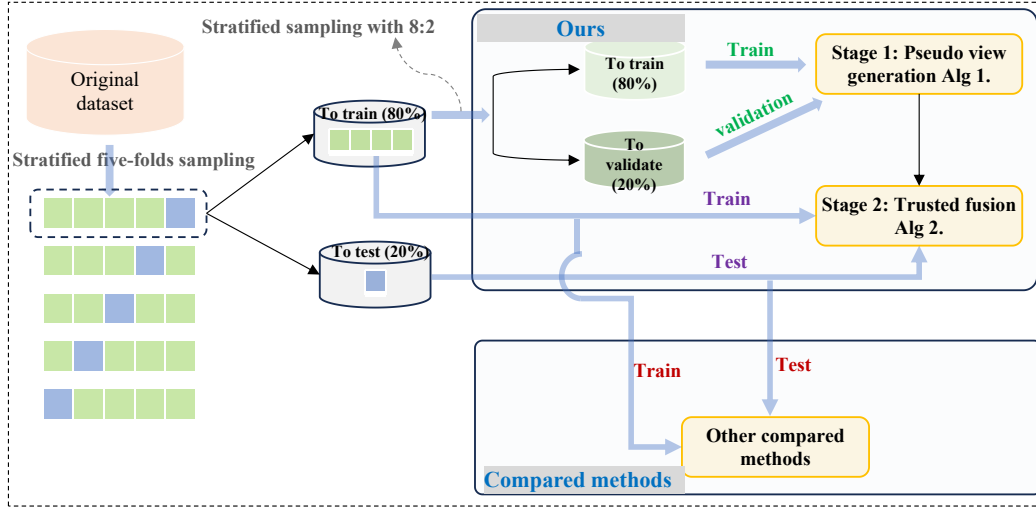 Stratified sampling with 8:2
Ours
Original
dataset
To train
(80%)
Train
Stage 1: Pseudo view
generation Alg 1.
To train (80%)
validation
To
validate
(20%)
Stratified five-folds sampling
Train
Stage 2: Trusted fusion
Alg 2.
To test (20%)
Test
Train
Test
Other compared
methods
Compared methods